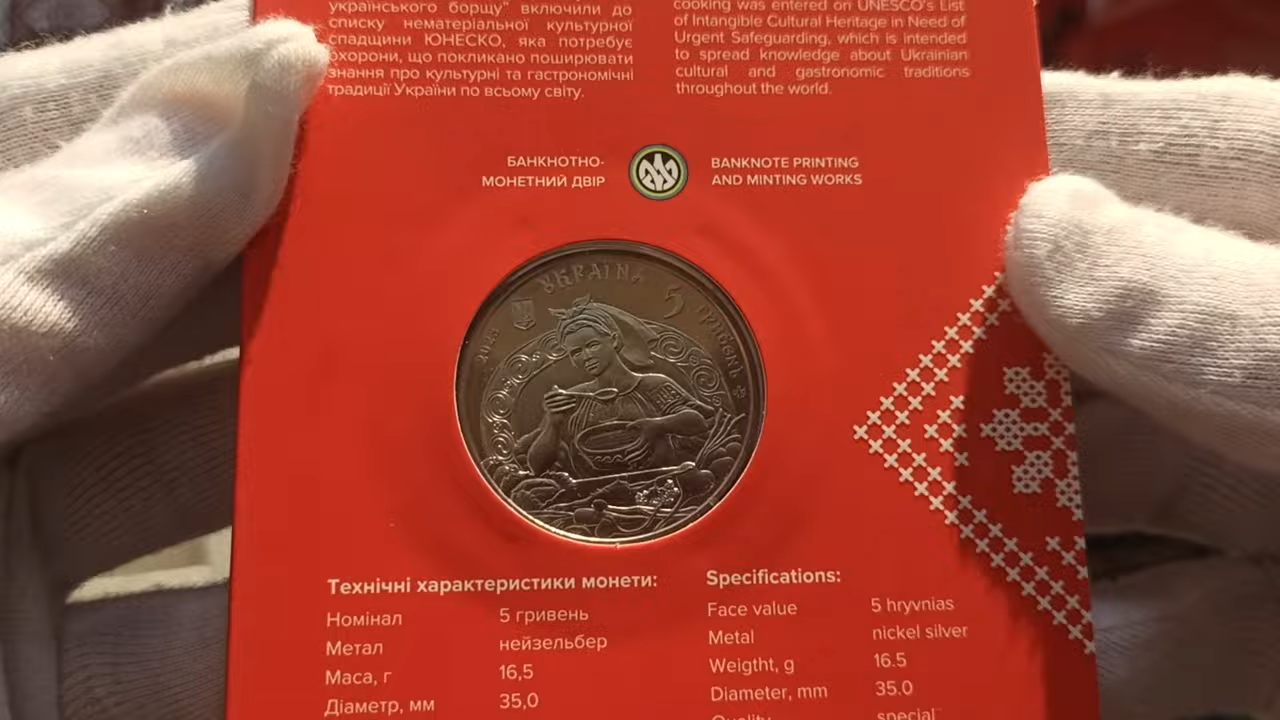 українського борщу” включили до
списку нематеріальної культурної
спадщини ЮНЕСКО, яка потребує
охорони, що покликано поширювати
знання про культурні та гастрономічні
традиції України по всьому світу.
cooking was entered on UNESCO's List
of Intangible Cultural Heritage in Need of
Urgent Safeguarding, which is intended
to spread knowledge about Ukrainian
cultural and gastronomic traditions
throughout the world.
БАНКНОТНО-
МОНЕТНИЙ ДВІР
BANKNOTE PRINTING
AND MINTING WORKS
УКРАЇНА
5 ГРИВЕНЬ
2023
Технічні характеристики монети:
Номінал 5 гривень
Метал нейзельбер
Маса, г 16,5
Діаметр, мм 35,0
Specifications:
Face value 5 hryvnias
Metal nickel silver
Weigtht, g 16.5
Diameter, mm 35.0
Quality special